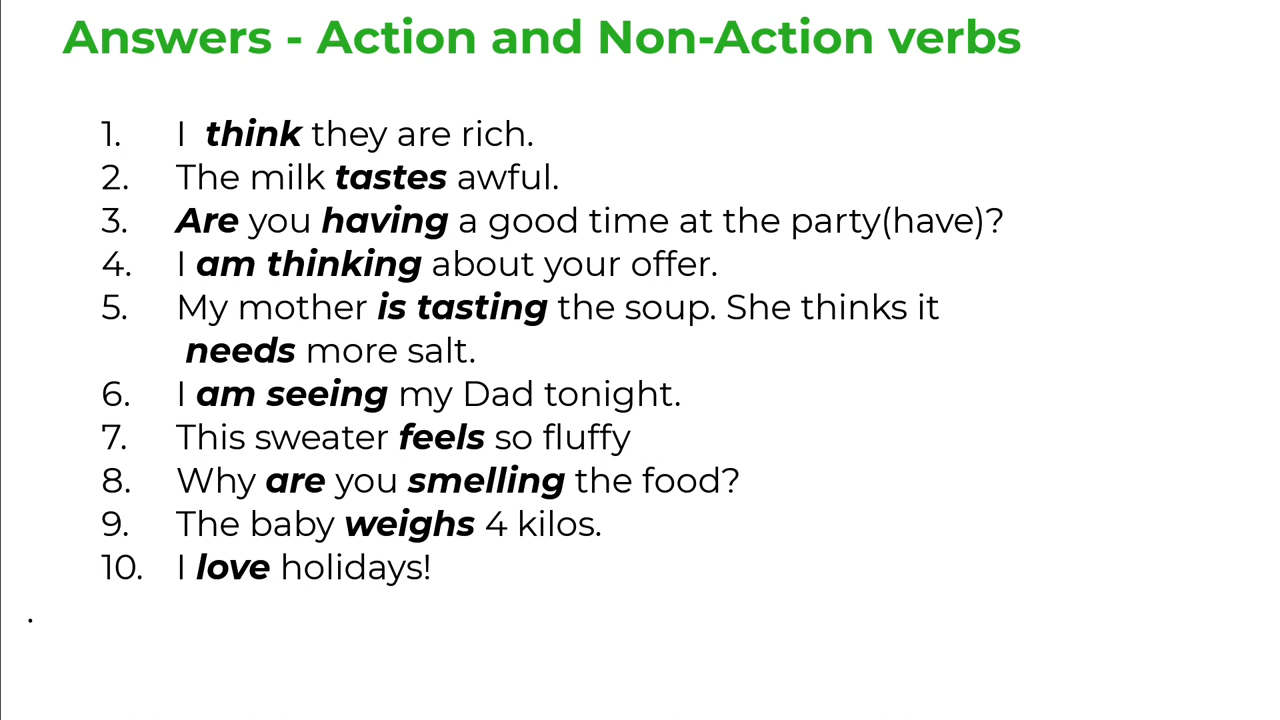 Answers - Action and Non-Action verbs
1. I think they are rich.
2. The milk tastes awful.
3. Are you having a good time at the party(have)?
4. I am thinking about your offer.
5. My mother is tasting the soup. She thinks it
needs more salt.
6. I am seeing my Dad tonight.
7. This sweater feels so fluffy
8. Why are you smelling the food?
9. The baby weighs 4 kilos.
10. I love holidays!
.